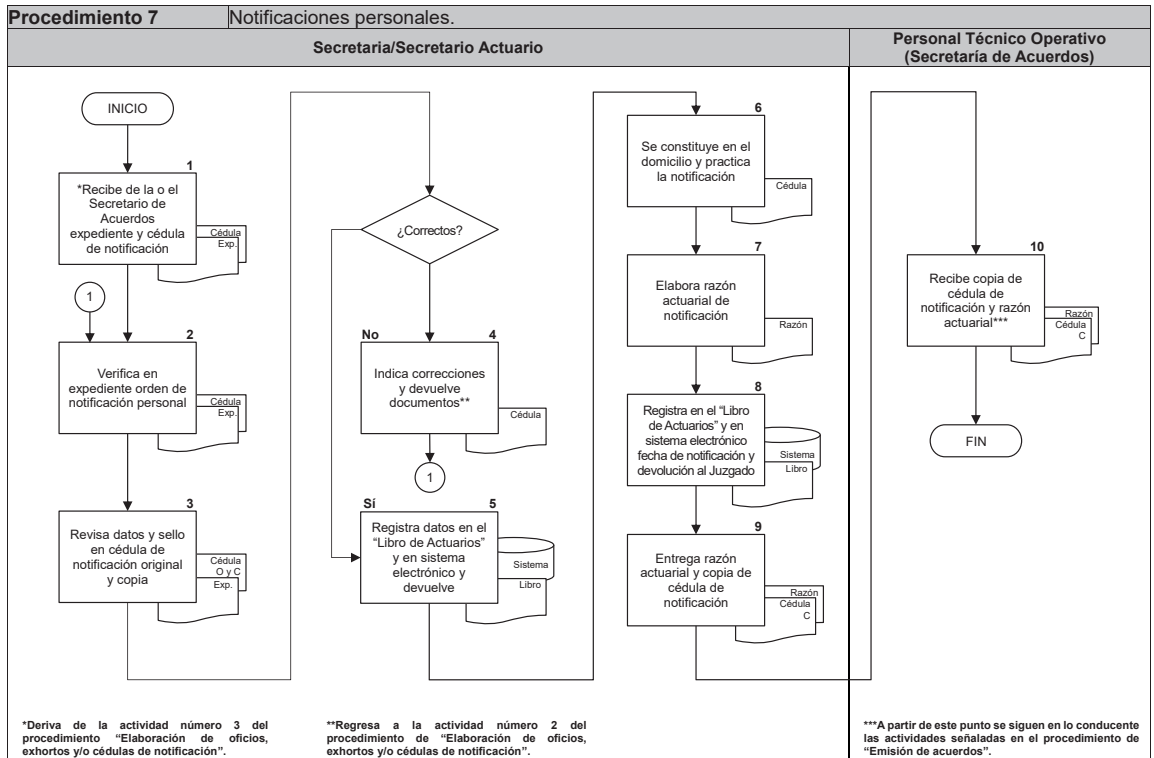 Procedimiento 7 Notificaciones personales.
Secretaria/Secretario Actuario
Personal Técnico Operativo
(Secretaría de Acuerdos)
INICIO
1
*Recibe de la o el
Secretario de
Acuerdos
expediente y cédula
de notificación
Cédula
Exp.
1
2
Verifica en
expediente orden de
notificación personal
Cédula
Exp.
3
Revisa datos y sello
en cédula de
notificación original
y copia
Cédula
O y C
Exp.
¿Correctos?
No
4
Indica correcciones
y devuelve
documentos**
Cédula
1
Sí
5
Registra datos en el
“Libro de Actuarios”
y en sistema
electrónico y
devuelve
Sistema
Libro
6
Se constituye en el
domicilio y practica
la notificación
Cédula
7
Elabora razón
actuarial de
notificación
Razón
8
Registra en el “Libro
de Actuarios” y en
sistema electrónico
fecha de notificación y
devolución al Juzgado
Sistema
Libro
9
Entrega razón
actuarial y copia de
cédula de
notificación
Razón
Cédula
C
10
Recibe copia de
cédula de
notificación y razón
actuarial***
Razón
Cédula
C
FIN
*Deriva de la actividad número 3 del
procedimiento “Elaboración de oficios,
exhortos y/o cédulas de notificación”.
**Regresa a la actividad número 2 del
procedimiento de “Elaboración de oficios,
exhortos y/o cédulas de notificación”.
***A partir de este punto se siguen en lo conducente
las actividades señaladas en el procedimiento de
“Emisión de acuerdos”.